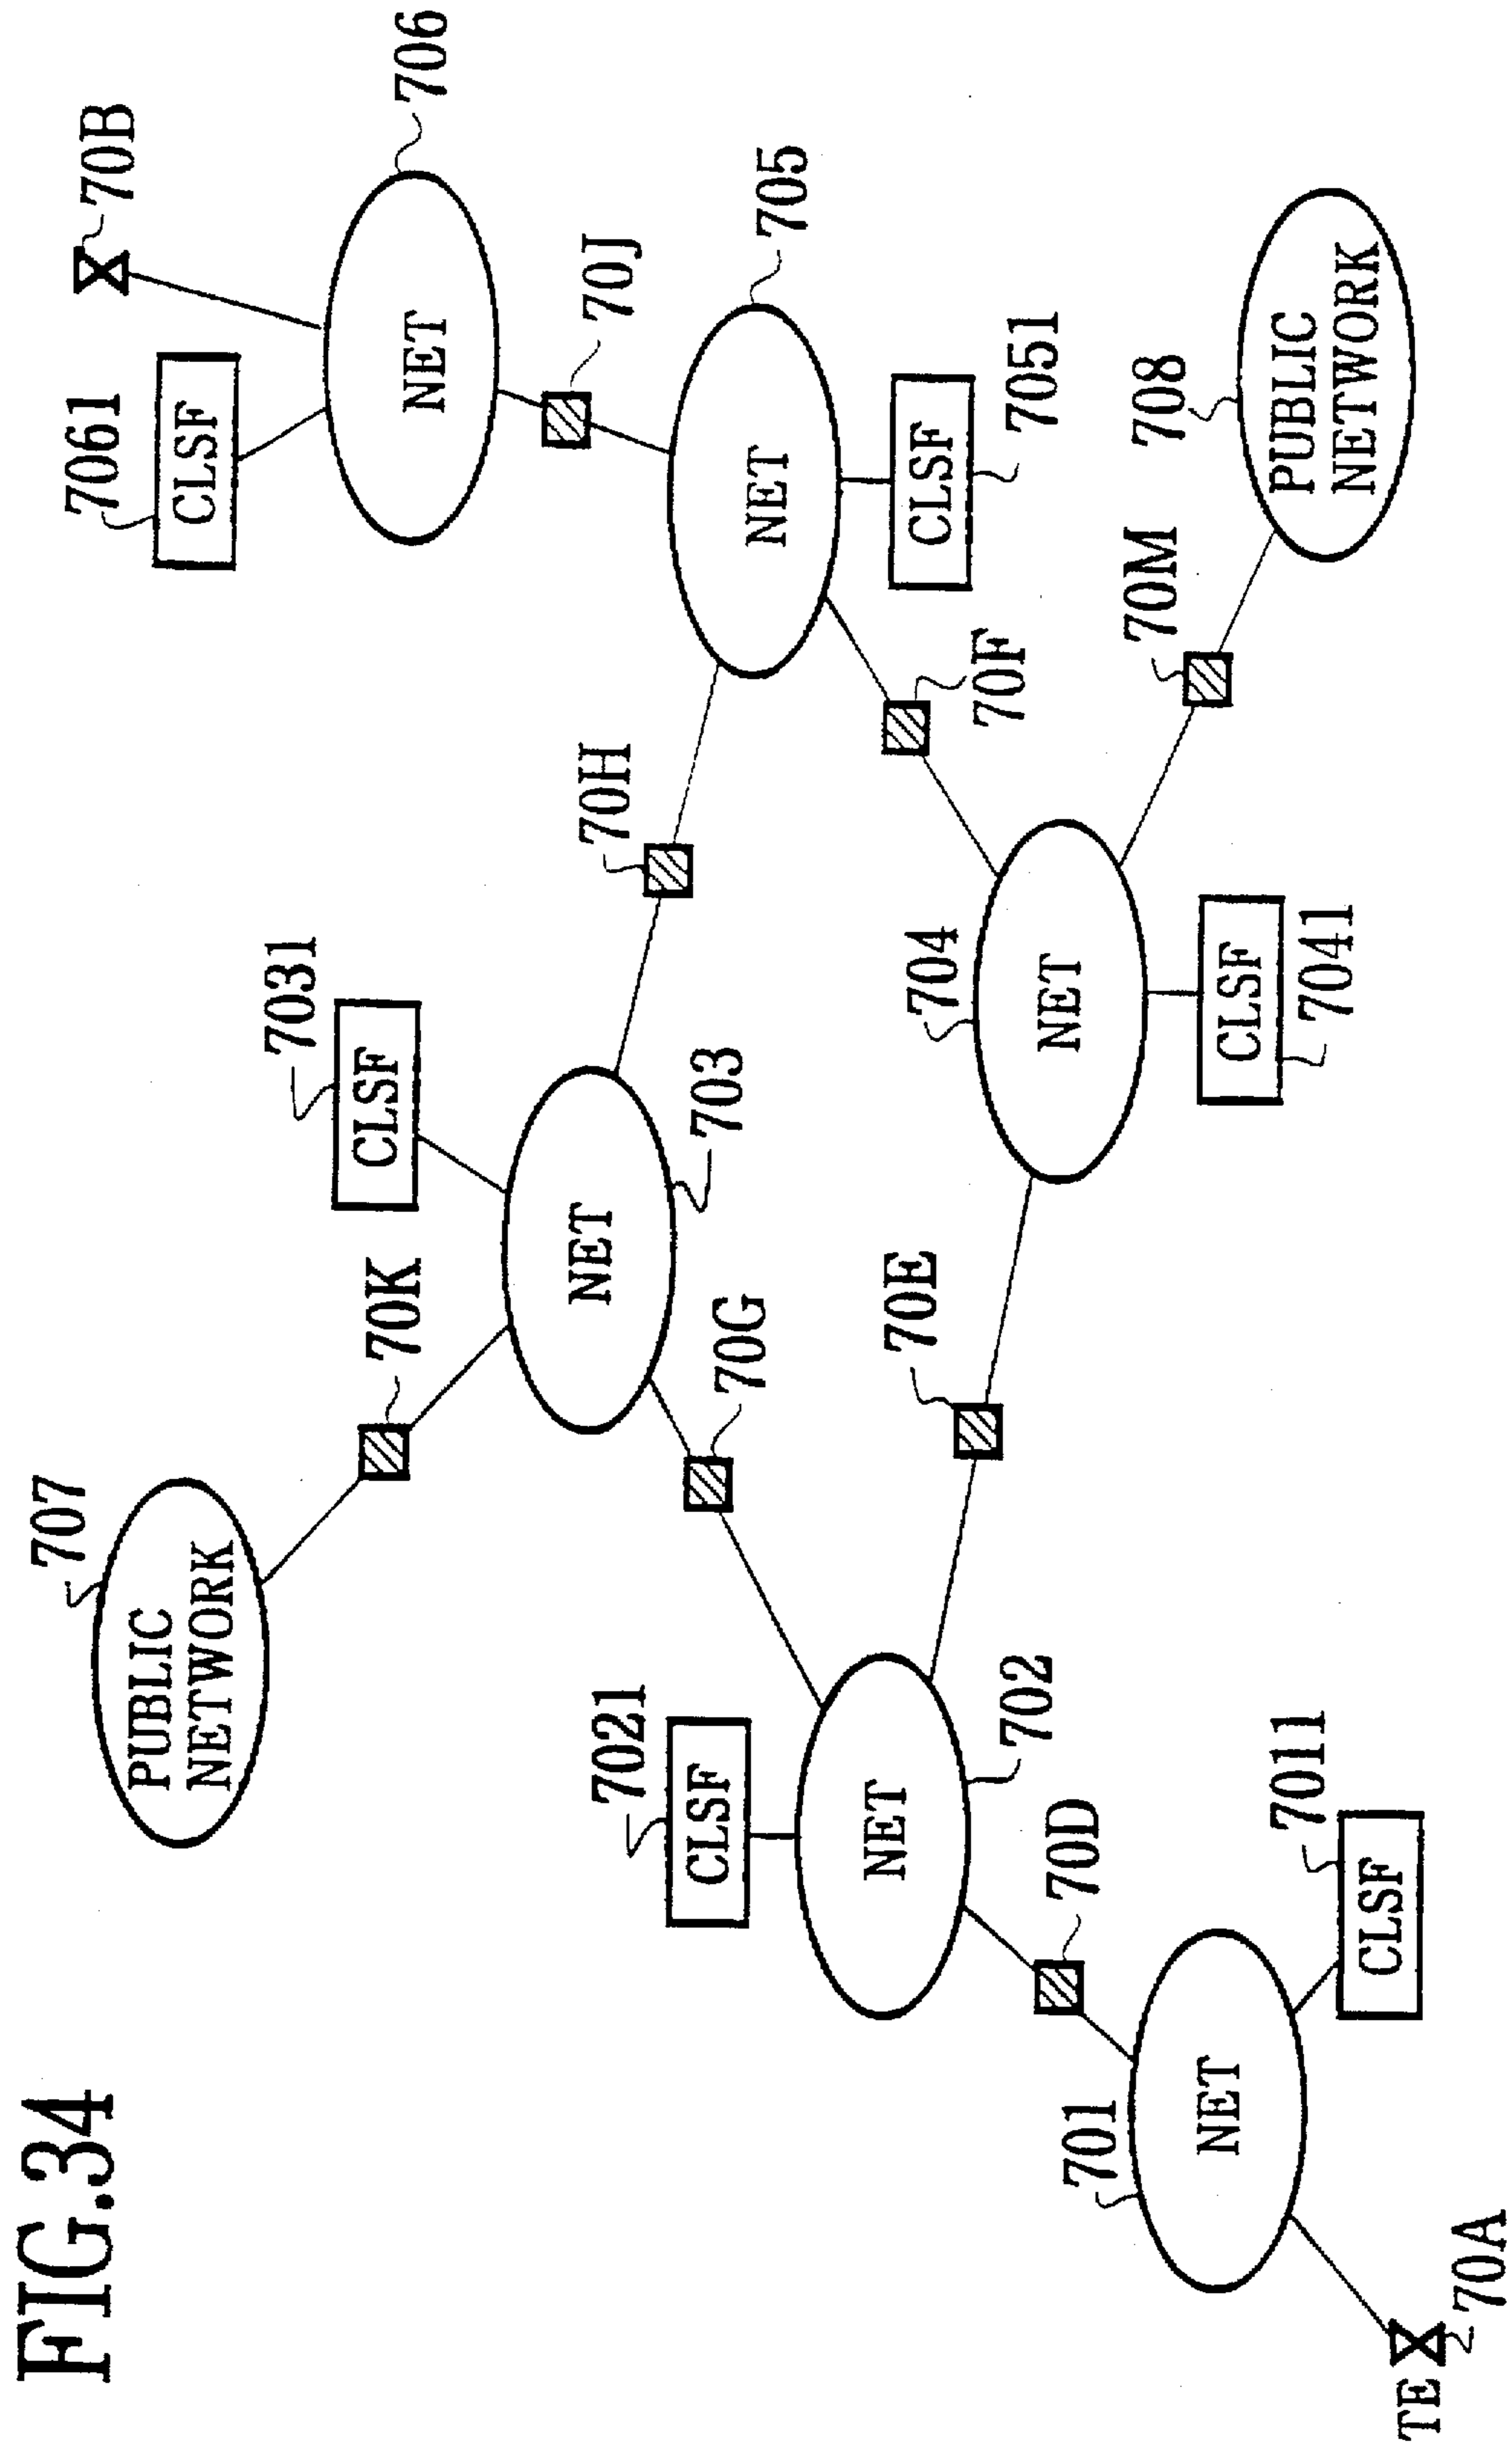 FIG.34
707
PUBLIC
NETWORK
70K
7031
CLSF
NET
703
7061
CLSF
70B
NET
706
70J
70H
70G
7021
CLSF
NET
702
NET
705
CLSF
7051
70F
70E
704
NET
CLSF
7041
70M
708
PUBLIC
NETWORK
70D
701
NET
7011
CLSF
TE
70A